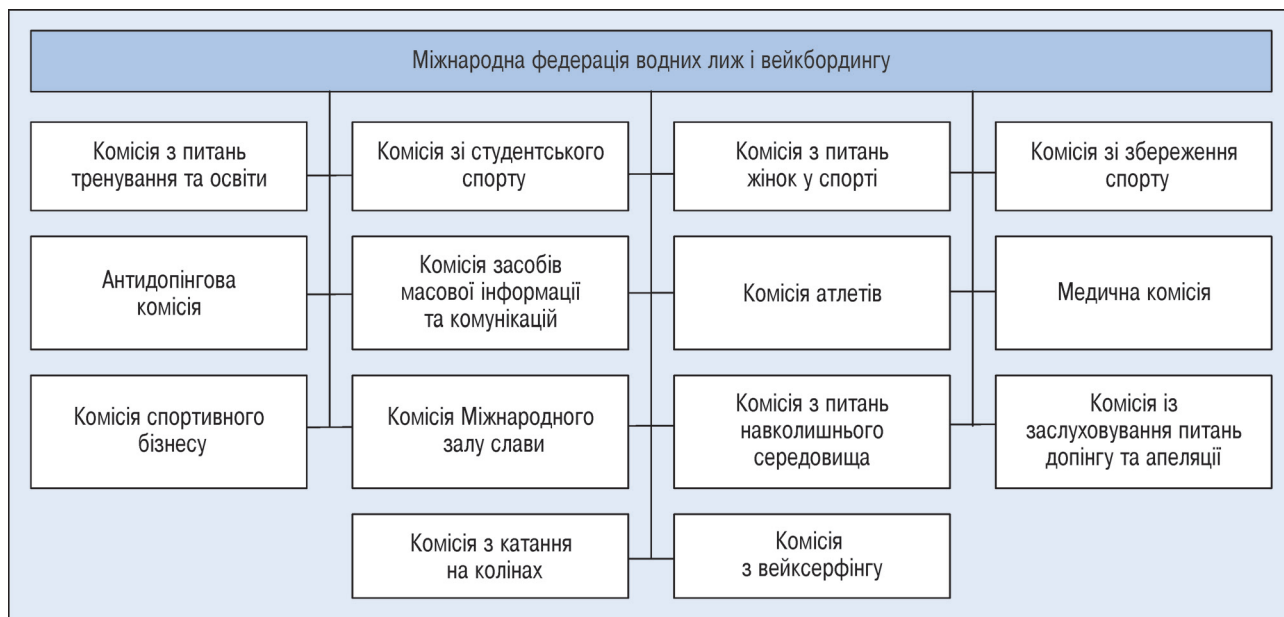 Міжнародна федерація водних лиж і вейкбордингу
Комісія з питань
тренування та освіти
Комісія зі студентського
спорту
Комісія з питань
жінок у спорті
Комісія зі збереження
спорту
Антидопінгова
комісія
Комісія засобів
масової інформації
та комунікацій
Комісія атлетів
Медична комісія
Комісія спортивного
бізнесу
Комісія Міжнародного
залу слави
Комісія з питань
навколишнього
середовища
Комісія із
заслуховування питань
допінгу та апеляції
Комісія з катання
на колінах
Комісія
з вейксерфінгу